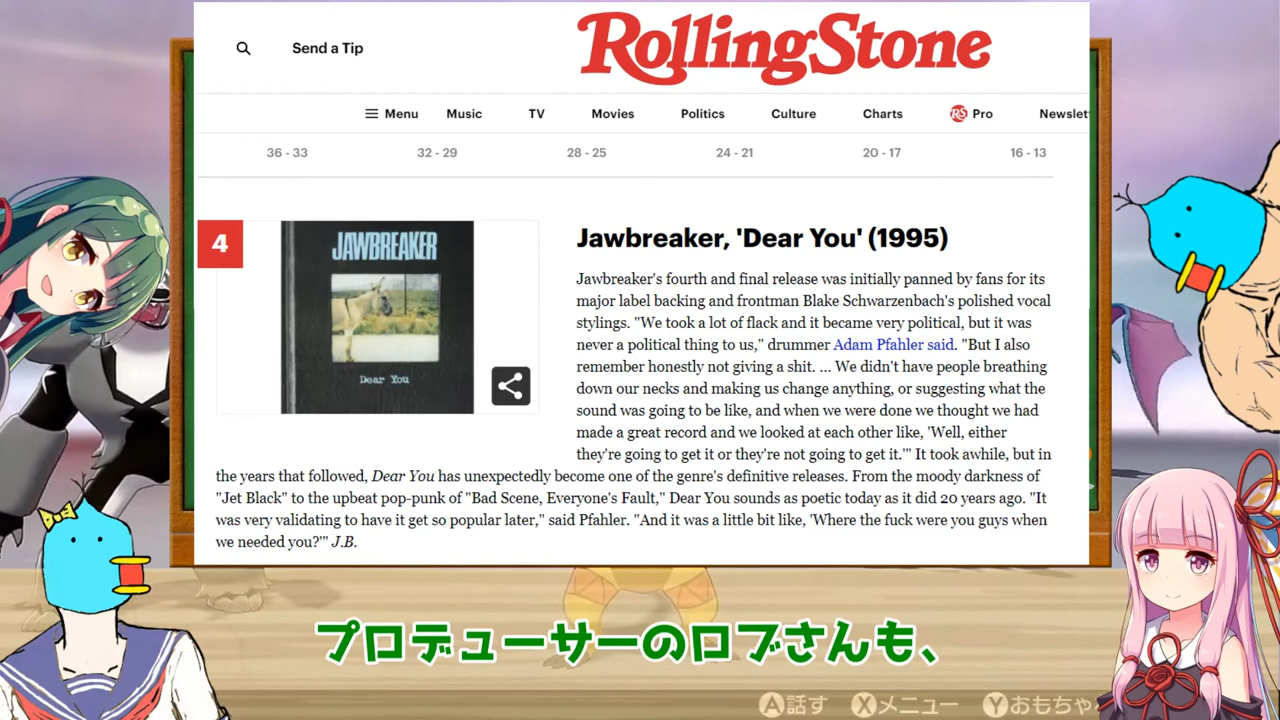 Send a Tip
RollingStone
Menu Music TV Movies Politics Culture Charts RS Pro
36 - 33 32 - 29 28 - 25 24 - 21 20 - 17 16 - 13
4
JAWBREAKER
Dear You
Jawbreaker, 'Dear You' (1995)
Jawbreaker's fourth and final release was initially panned by fans for its
major label backing and frontman Blake Schwarzenbach's polished vocal
stylings. "We took a lot of flack and it became very political, but it was
never a political thing to us," drummer Adam Pfahler said. "But I also
remember honestly not giving a shit. ... We didn't have people breathing
down our necks and making us change anything, or suggesting what the
sound was going to be like, and when we were done we thought we had
made a great record and we looked at each other like, 'Well, either
they're going to get it or they're not going to get it.'" It took awhile, but in
the years that followed, Dear You has unexpectedly become one of the genre's definitive releases. From the moody darkness of
"Jet Black" to the upbeat pop-punk of "Bad Scene, Everyone's Fault," Dear You sounds as poetic today as it did 20 years ago. "It
was very validating to have it get so popular later," said Pfahler. "And it was a little bit like, 'Where the fuck were you guys when
we needed you?'" J.B.
プロデューサーのロブさんも、
A話す Xメニュー Yおもちゃ